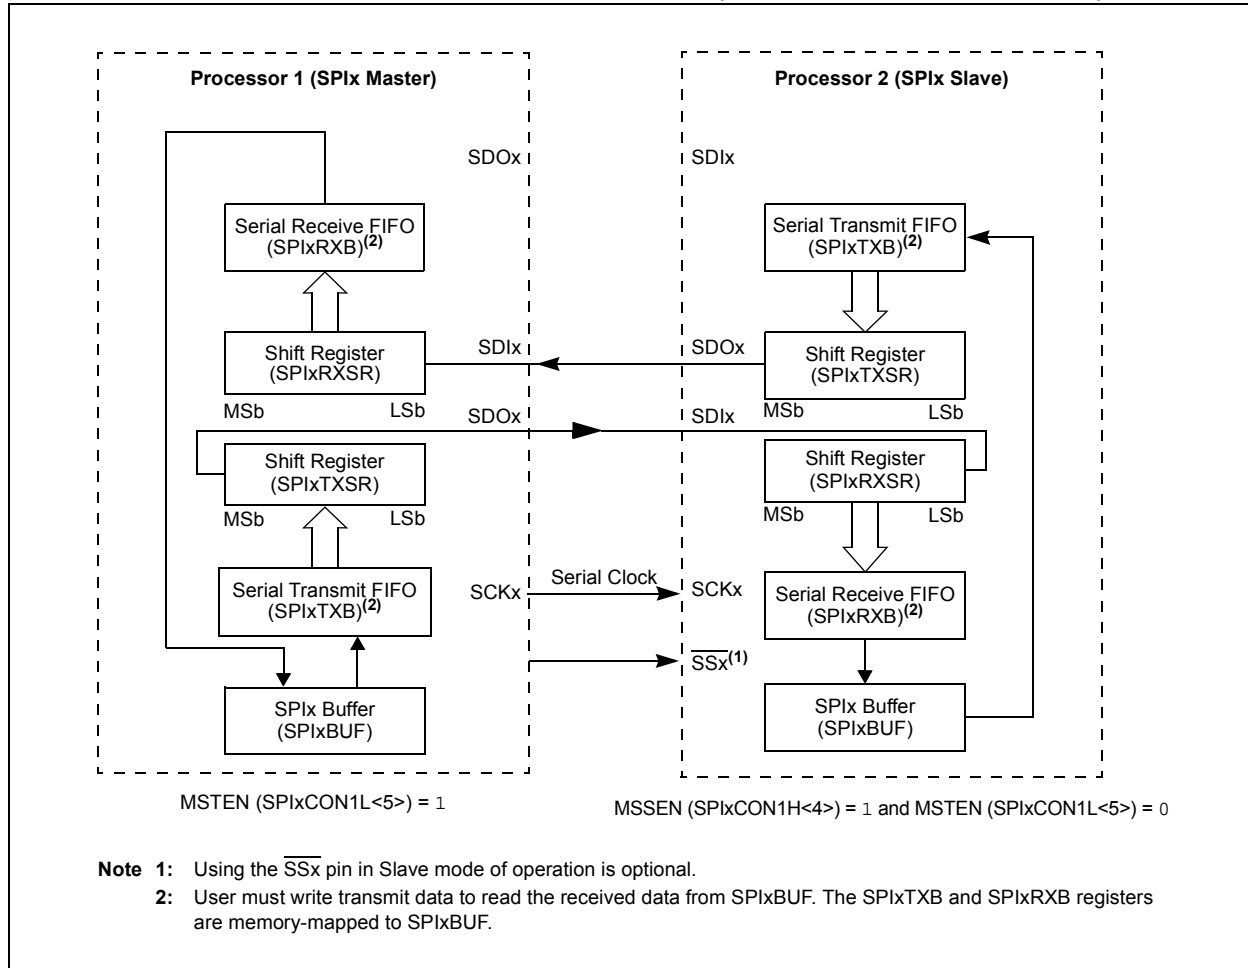 Processor 1 (SPIx Master)
Processor 2 (SPIx Slave)
SDOx
SDIx
Serial Receive FIFO
(SPIxRXB)(2)
Serial Transmit FIFO
(SPIxTXB)(2)
Shift Register
(SPIxRXSR)
SDIx
SDOx
Shift Register
(SPIxTXSR)
MSb
LSb
MSb
LSb
SDOx
SDIx
Shift Register
(SPIxTXSR)
Shift Register
(SPIxRXSR)
MSb
LSb
MSb
LSb
Serial Transmit FIFO
(SPIxTXB)(2)
SCKx
Serial Clock
SCKx
Serial Receive FIFO
(SPIxRXB)(2)
SSx(1)
SPIx Buffer
(SPIxBUF)
SPIx Buffer
(SPIxBUF)
MSTEN (SPIxCON1L<5>) = 1
MSSEN (SPIxCON1H<4>) = 1 and MSTEN (SPIxCON1L<5>) = 0
Note 1: Using the SSx pin in Slave mode of operation is optional.
2: User must write transmit data to read the received data from SPIxBUF. The SPIxTXB and SPIxRXB registers
are memory-mapped to SPIxBUF.